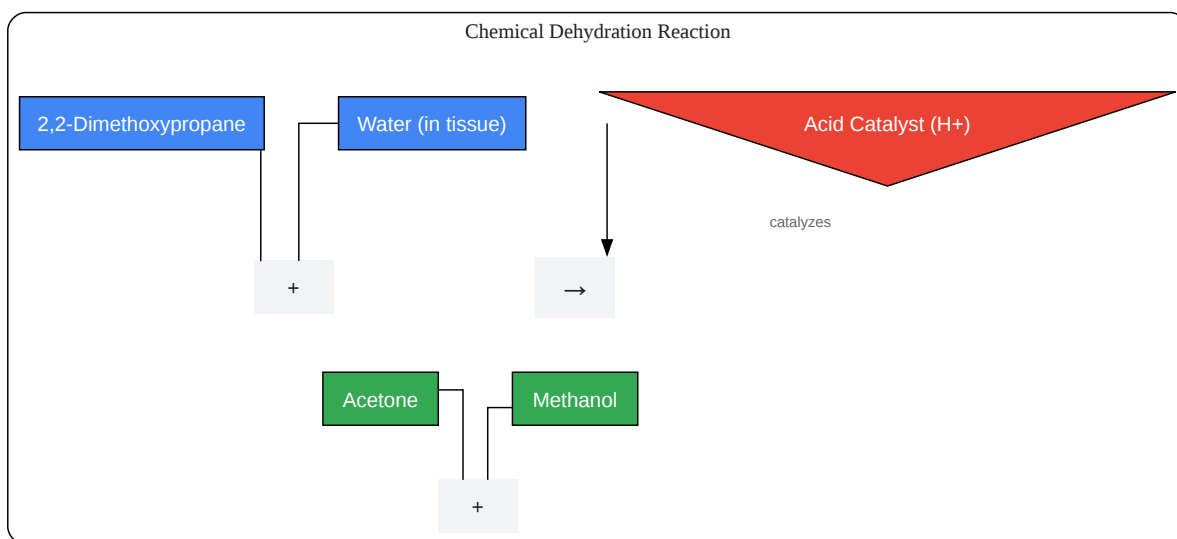 Chemical Dehydration Reaction
2,2-Dimethoxypropane
Water (in tissue)
Acid Catalyst (H+)
catalyzes
+
→
Acetone
Methanol
+